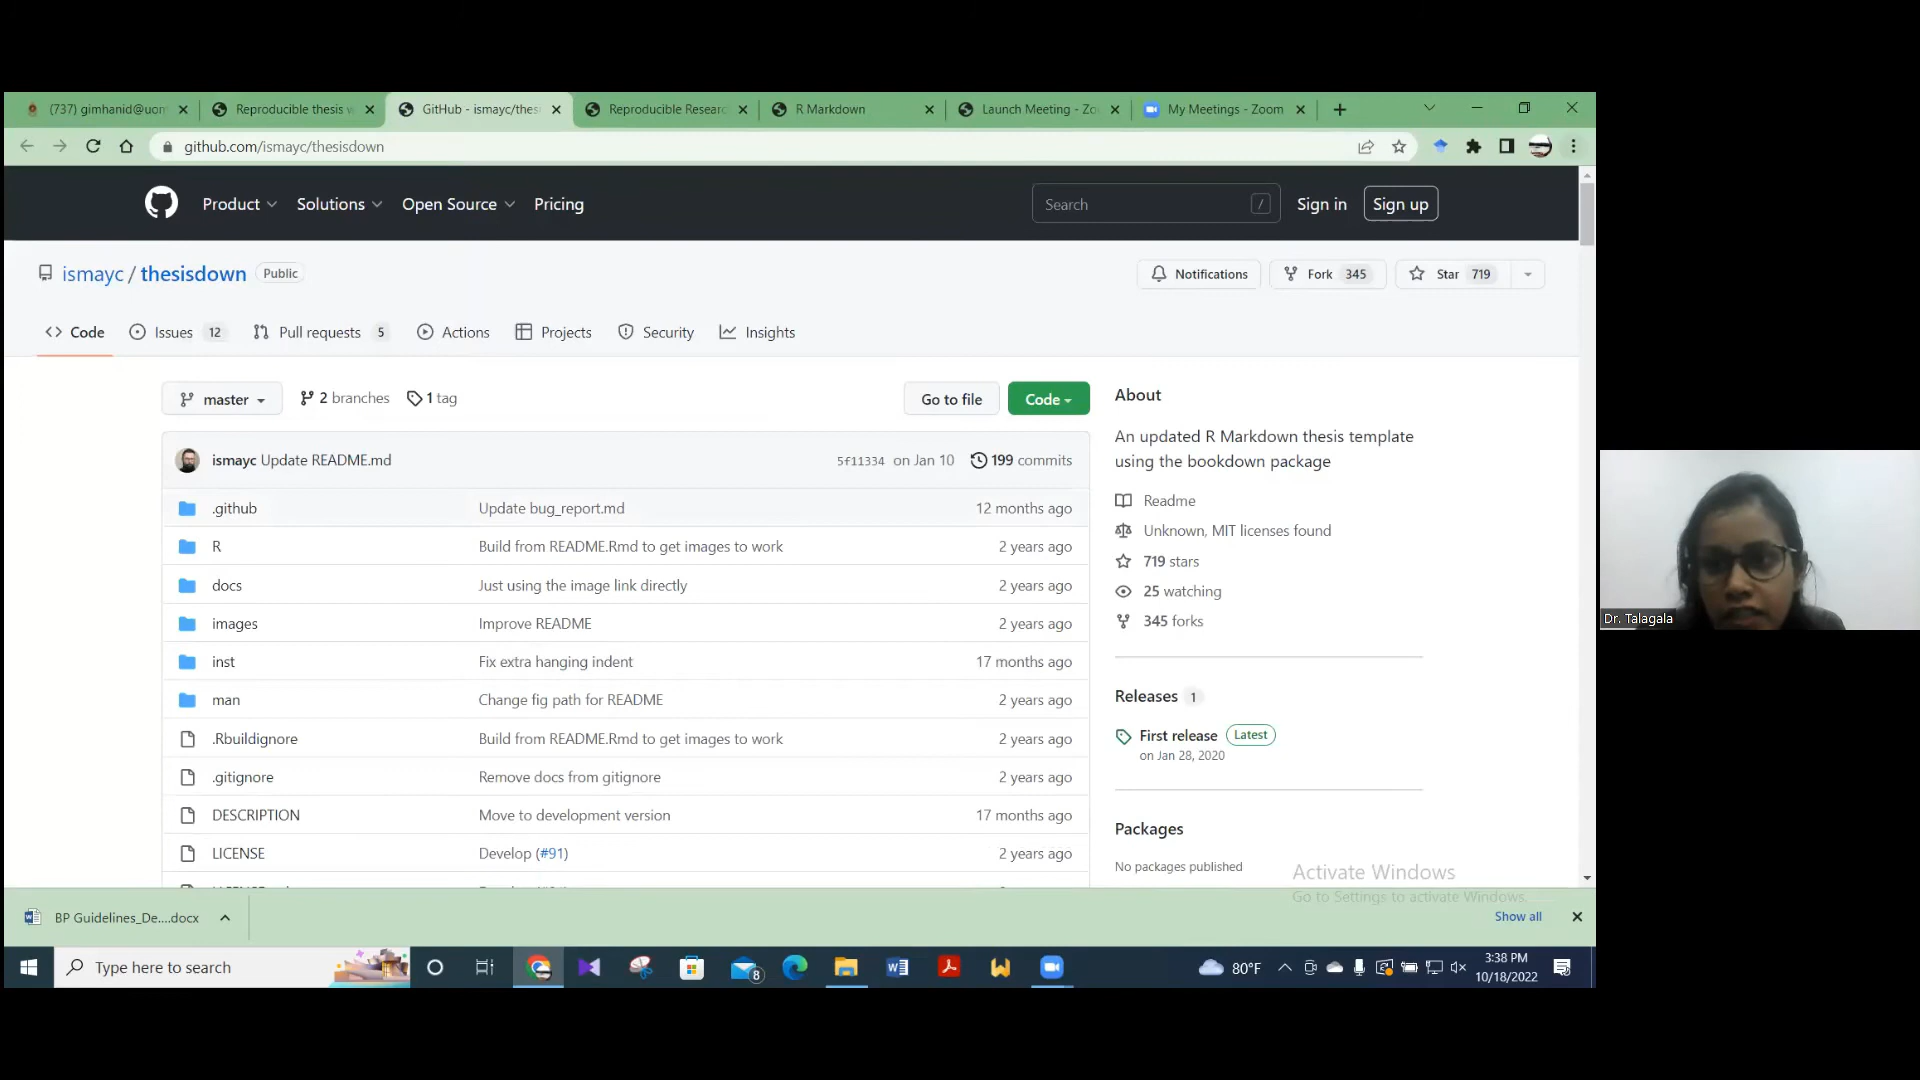 (737) gimhanid@uom
Reproducible thesis w
GitHub - ismayc/thes
Reproducible Researc
R Markdown
Launch Meeting - Zo
My Meetings - Zoom
github.com/ismayc/thesisdown
Product
Solutions
Open Source
Pricing
Search
/
Sign in
Sign up
ismayc / thesisdown
Public
Notifications
Fork 345
Star 719
Code
Issues 12
Pull requests 5
Actions
Projects
Security
Insights
master
2 branches
1 tag
Go to file
Code
ismayc Update README.md 5f11334 on Jan 10 199 commits
.github Update bug_report.md 12 months ago
R Build from README.Rmd to get images to work 2 years ago
docs Just using the image link directly 2 years ago
images Improve README 2 years ago
inst Fix extra hanging indent 17 months ago
man Change fig path for README 2 years ago
.Rbuildignore Build from README.Rmd to get images to work 2 years ago
.gitignore Remove docs from gitignore 2 years ago
DESCRIPTION Move to development version 17 months ago
LICENSE Develop (#91) 2 years ago
About
An updated R Markdown thesis template
using the bookdown package
Readme
Unknown, MIT licenses found
719 stars
25 watching
345 forks
Releases 1
First release Latest
on Jan 28, 2020
Packages
No packages published
Activate Windows
Go to Settings to activate Windows.
BP Guidelines_De....docx
Show all
Type here to search
8
80°F
3:38 PM
10/18/2022
Dr. Talagala